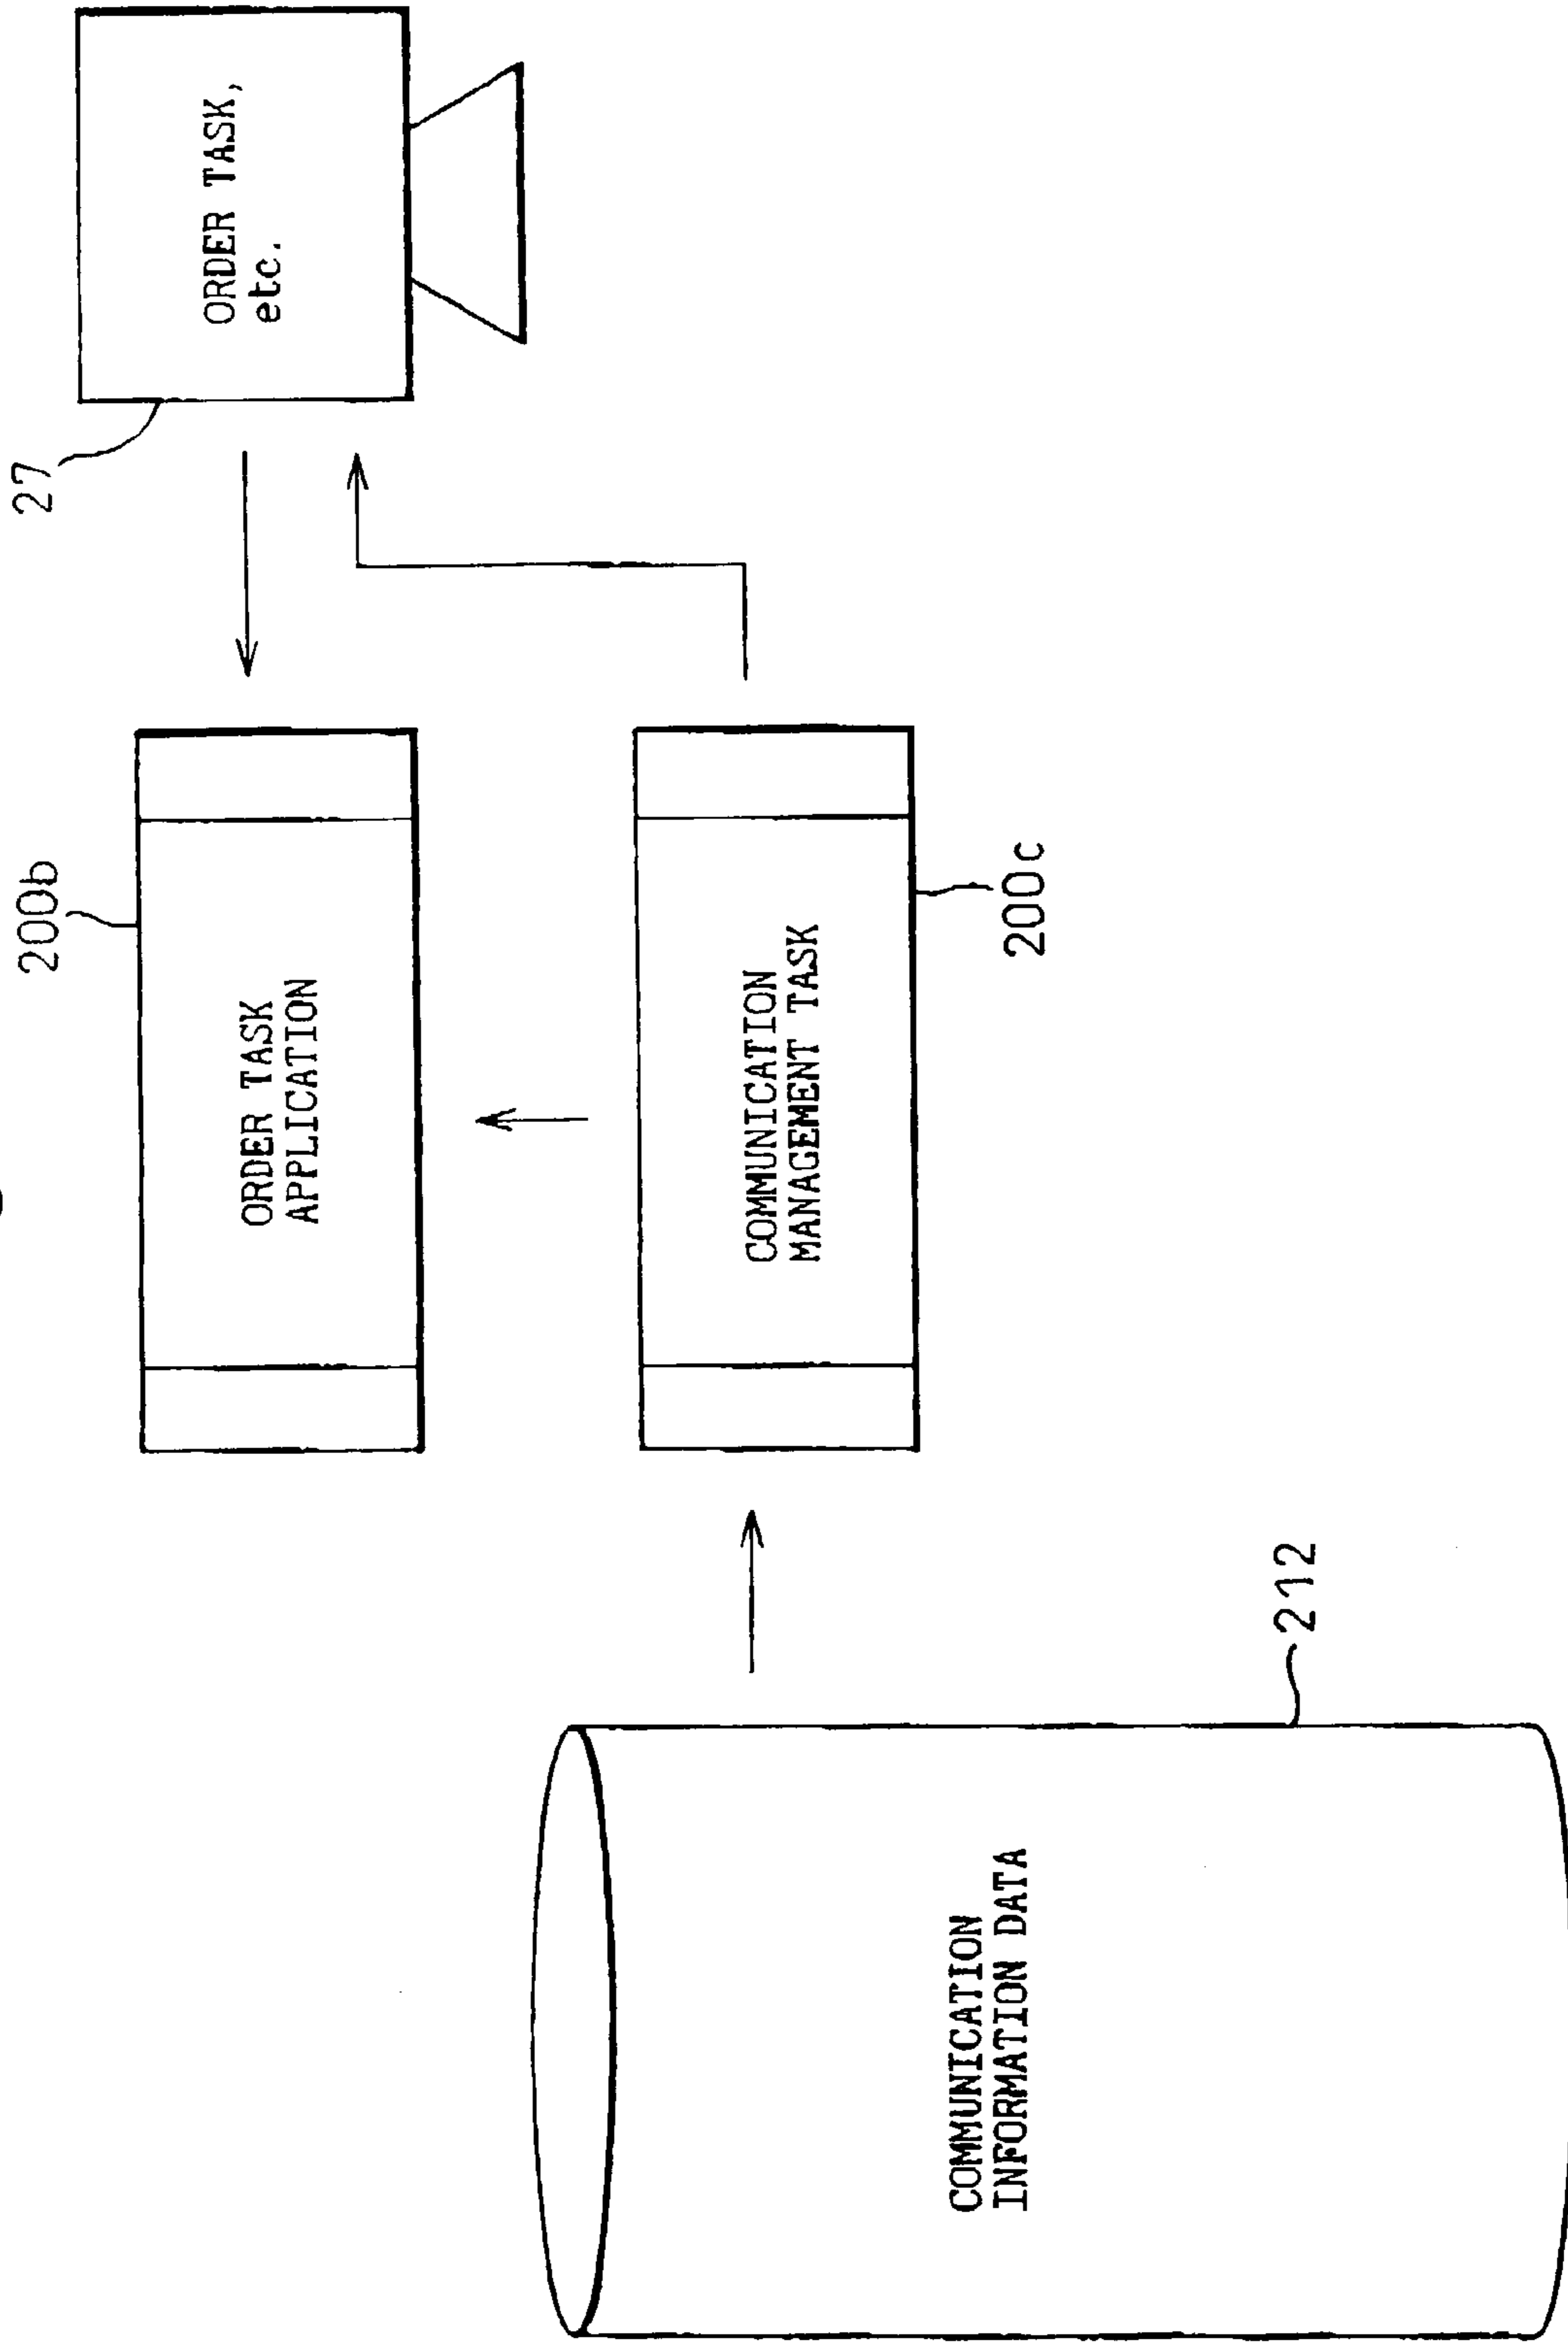 200b
27
ORDER TASK
APPLICATION
ORDER TASK,
etc.
COMMUNICATION
MANAGEMENT TASK
200c
COMMUNICATION
INFORMATION DATA
212